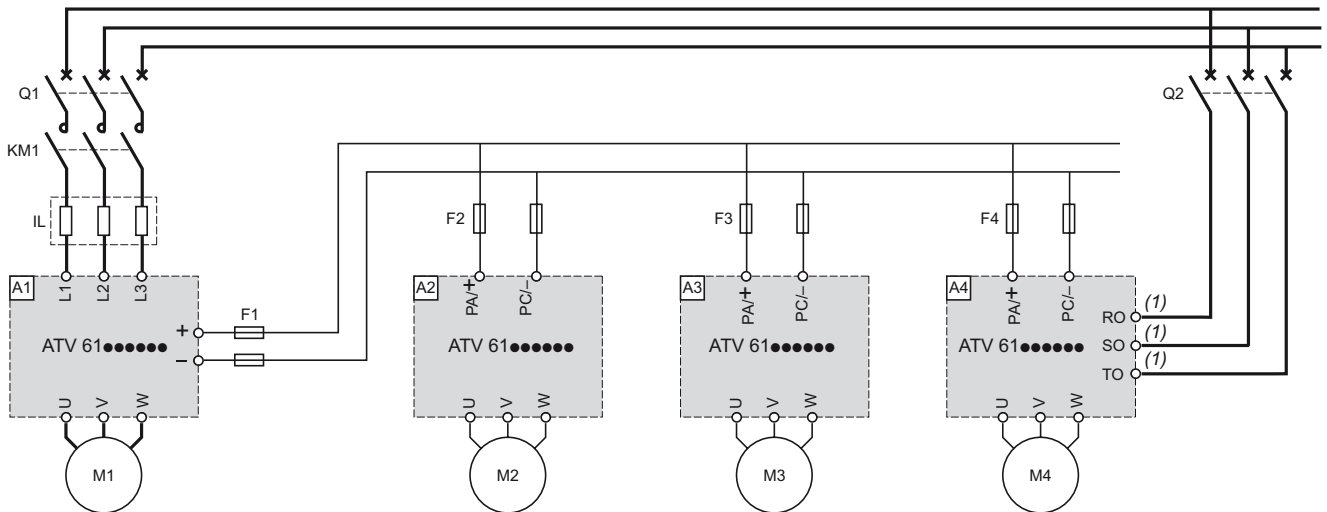 Q1
Q2
KM1
IL
F2
F3
F4
A1
L1
L2
L3
A2
PA/+
PC/–
A3
PA/+
PC/–
A4
PA/+
PC/–
F1
+
–
RO (1)
SO (1)
TO (1)
ATV 61●●●●●●
ATV 61●●●●●●
ATV 61●●●●●●
ATV 61●●●●●●
U
V
W
U
V
W
U
V
W
U
V
W
M1
M2
M3
M4